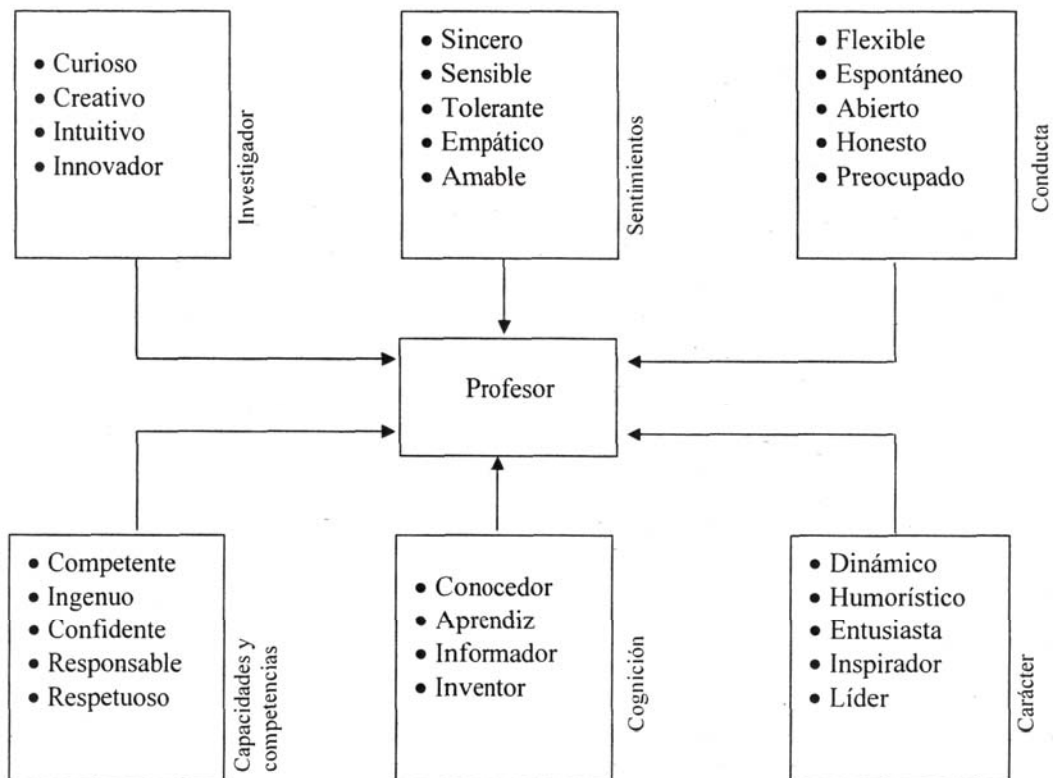 • Curioso
• Creativo
• Intuitivo
• Innovador
Investigador
• Sincero
• Sensible
• Tolerante
• Empático
• Amable
Sentimientos
• Flexible
• Espontáneo
• Abierto
• Honesto
• Preocupado
Conducta
Profesor
• Competente
• Ingenuo
• Confidente
• Responsable
• Respetuoso
Capacidades y
competencias
• Conocedor
• Aprendiz
• Informador
• Inventor
Cognición
• Dinámico
• Humorístico
• Entusiasta
• Inspirador
• Líder
Carácter